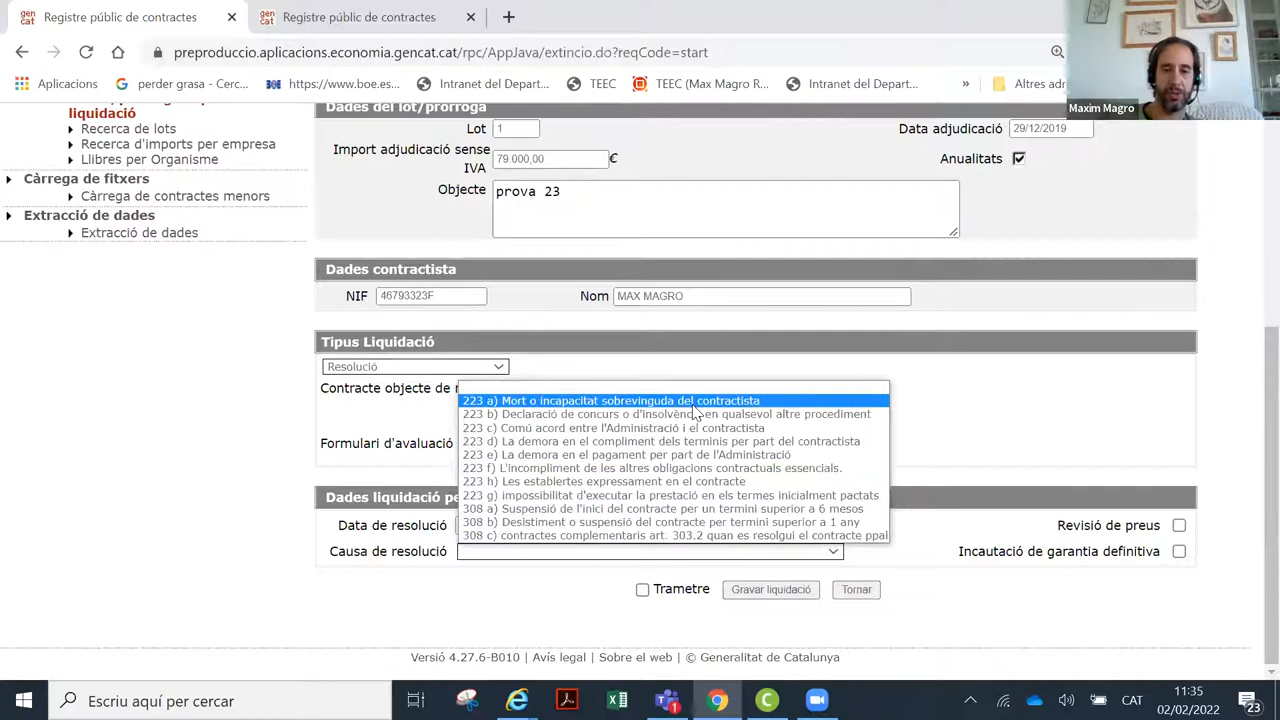 Registre públic de contractes
Registre públic de contractes
preproduccio.aplicacions.economia.gencat.cat/rpc/AppJava/extincio.do?reqCode=start
Aplicacions
perder grasa - Cerc...
https://www.boe.es...
Intranet del Depart...
TEEC
TEEC (Max Magro R...
Intranet del Depart...
»
Altres adr
Maxim Magro
liquidació
Recerca de lots
Recerca d'imports per empresa
Llibres per Organisme
Càrrega de fitxers
Càrrega de contractes menors
Extracció de dades
Extracció de dades
Dades del lot/pròrroga
Lot 1
Data adjudicació 29/12/2019
Import adjudicació sense IVA 79.000,00 €
Anualitats
Objecte prova 23
Dades contractista
NIF 46793323F
Nom MAX MAGRO
Tipus Liquidació
Resolució
Contracte objecte de
223 a) Mort o incapacitat sobrevinguda del contractista
223 b) Declaració de concurs o d'insolvènc en qualsevol altre procediment
223 c) Comú acord entre l'Administració i el contractista
223 d) La demora en el compliment dels terminis per part del contractista
223 e) La demora en el pagament per part de l'Administració
223 f) L'incompliment de les altres obligacions contractuals essencials.
223 h) Les establertes expressament en el contracte
223 g) impossibilitat d'executar la prestació en els termes inicialment pactats
308 a) Suspensió de l'inici del contracte per un termini superior a 6 mesos
308 b) Desistiment o suspensió del contracte per termini superior a 1 any
308 c) contractes complementaris art. 303.2 quan es resolgui el contracte ppal
Formulari d'avaluació
Dades liquidació pe
Data de resolució
Revisió de preus
Causa de resolució
Incautació de garantia definitiva
Trametre
Gravar liquidació
Tornar
Versió 4.27.6-B010 | Avís legal | Sobre el web | © Generalitat de Catalunya
Escriu aquí per cercar
CAT
11:35
02/02/2022
23